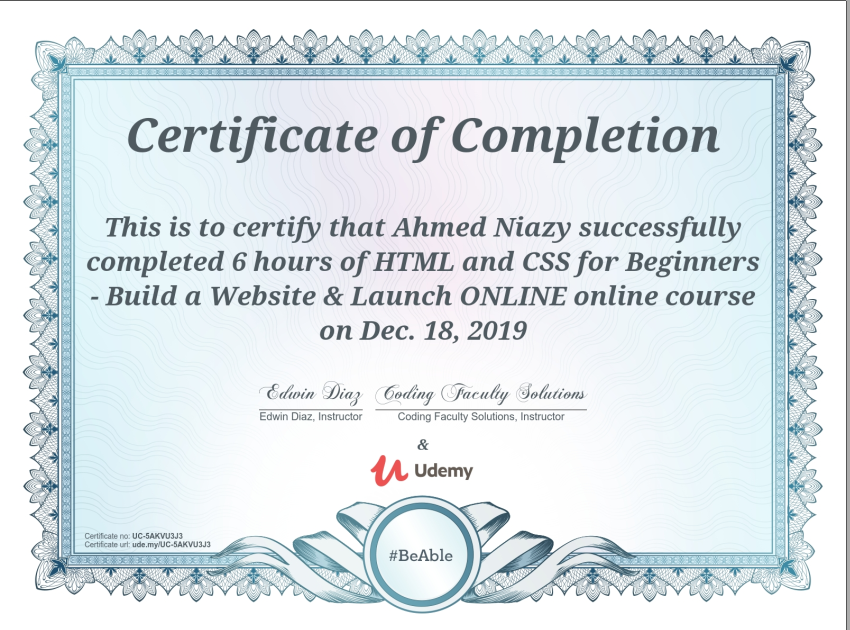 Certificate of Completion
This is to certify that Ahmed Niazy successfully
completed 6 hours of HTML and CSS for Beginners
- Build a Website & Launch ONLINE online course
on Dec. 18, 2019
Edwin Diaz Coding Faculty Solutions
Edwin Diaz, Instructor Coding Faculty Solutions, Instructor
&
Udemy
Certificate no: UC-5AKVU3J3
Certificate url: ude.my/UC-5AKVU3J3
#BeAble